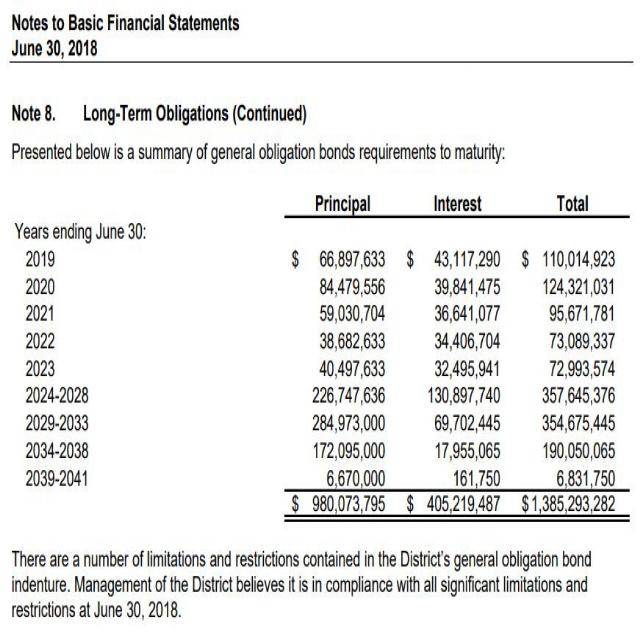 Notes to Basic Financial Statements
June 30, 2018
Note 8. Long-Term Obligations (Continued)
Presented below is a summary of general obligation bonds requirements to maturity:
Principal Interest Total
Years ending June 30:
2019 $ 66,897,633 $ 43,117,290 $ 110,014,923
2020 84,479,556 39,841,475 124,321,031
2021 59,030,704 36,641,077 95,671,781
2022 38,682,633 34,406,704 73,089,337
2023 40,497,633 32,495,941 72,993,574
2024-2028 226,747,636 130,897,740 357,645,376
2029-2033 284,973,000 69,702,445 354,675,445
2034-2038 172,095,000 17,955,065 190,050,065
2039-2041 6,670,000 161,750 6,831,750
$ 980,073,795 $ 405,219,487 $1,385,293,282
There are a number of limitations and restrictions contained in the District's general obligation bond
indenture. Management of the District believes it is in compliance with all significant limitations and
restrictions at June 30, 2018.